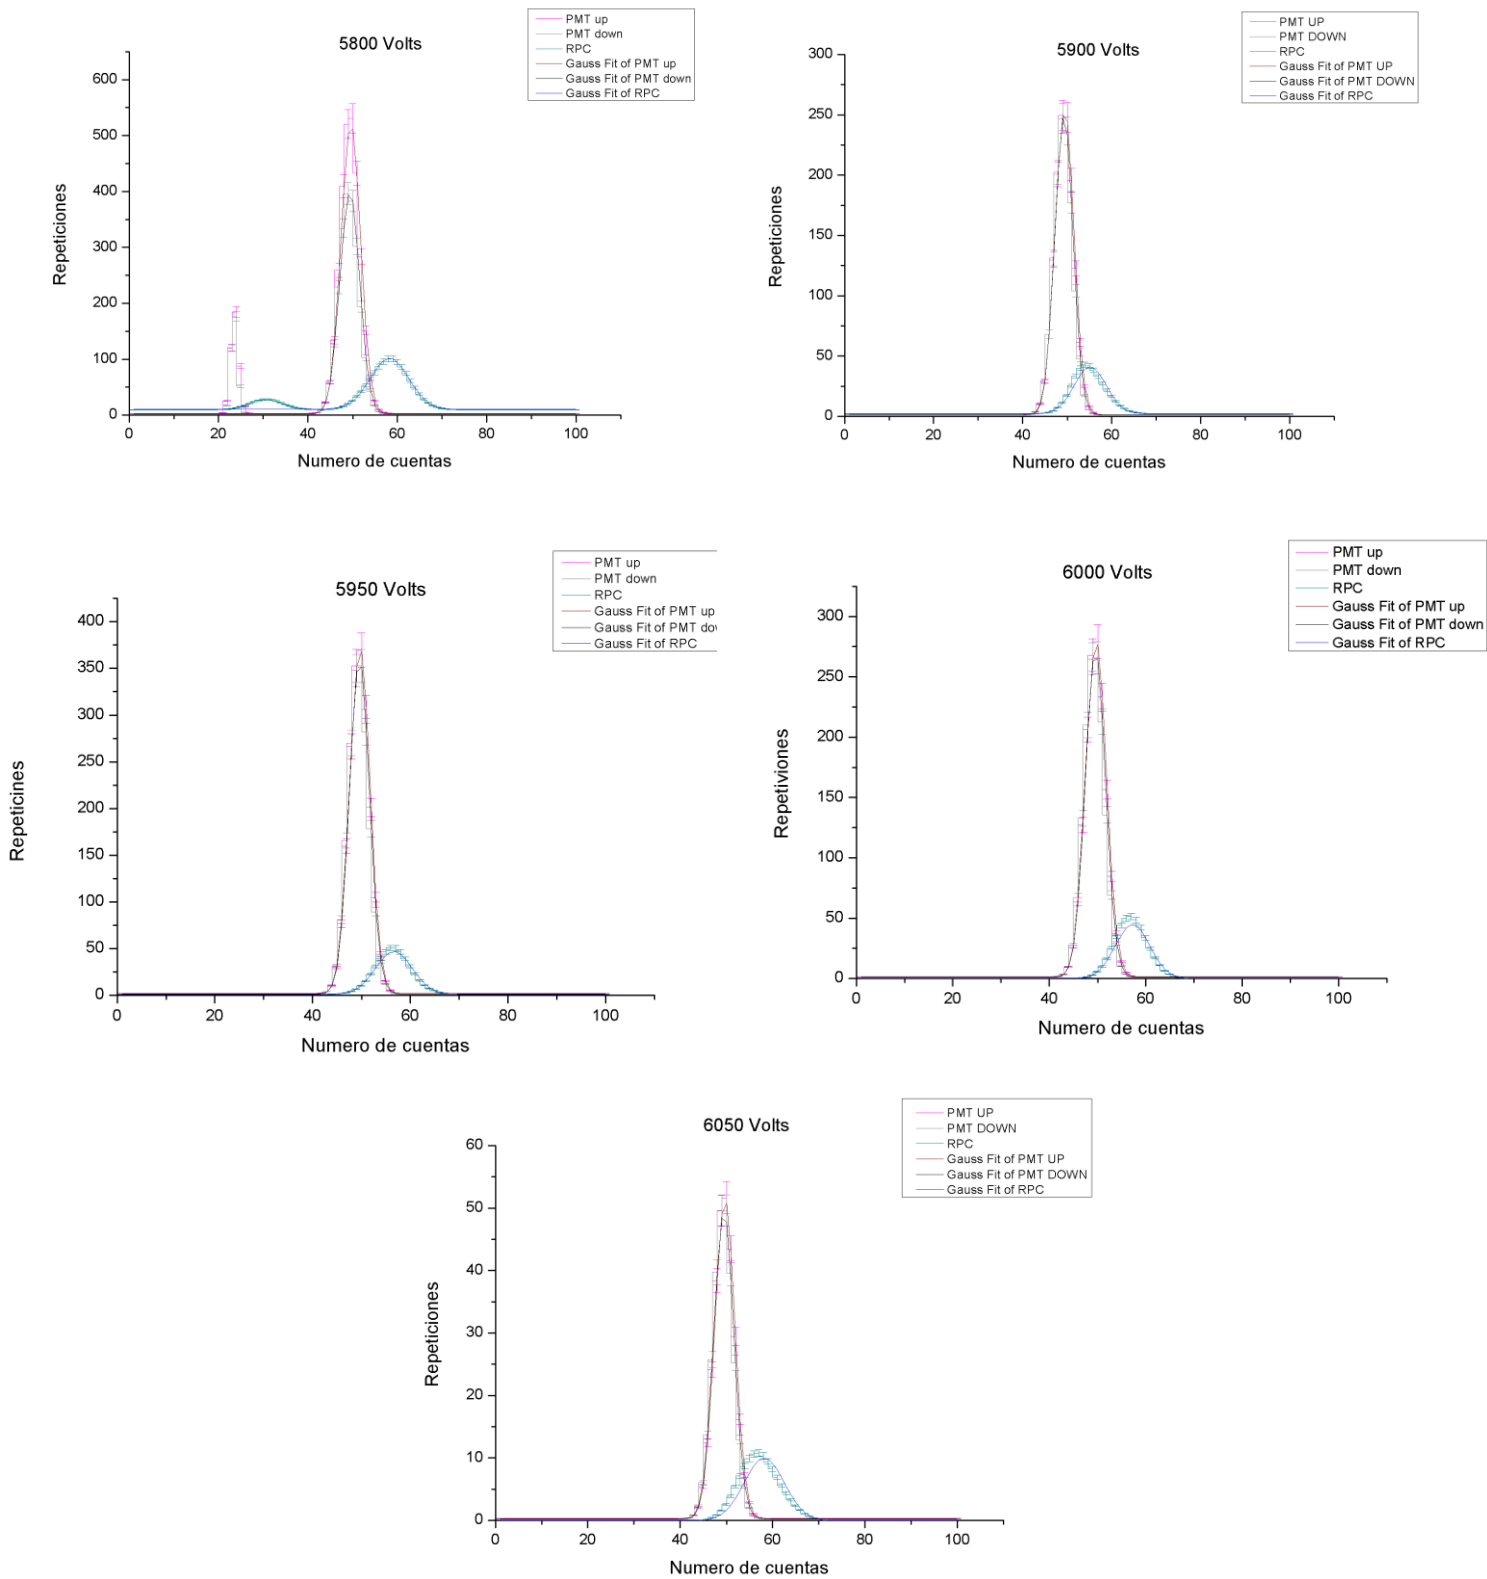 5800 Volts
PMT up
PMT down
RPC
Gauss Fit of PMT up
Gauss Fit of PMT down
Gauss Fit of RPC
Repeticiones
600
500
400
300
200
100
0
0 20 40 60 80 100
Numero de cuentas
5900 Volts
PMT UP
PMT DOWN
RPC
Gauss Fit of PMT UP
Gauss Fit of PMT DOWN
Gauss Fit of RPC
Repeticiones
300
250
200
150
100
50
0
0 20 40 60 80 100
Numero de cuentas
5950 Volts
PMT up
PMT down
RPC
Gauss Fit of PMT up
Gauss Fit of PMT dov
Gauss Fit of RPC
Repeticines
400
350
300
250
200
150
100
50
0
0 20 40 60 80 100
Numero de cuentas
6000 Volts
PMT up
PMT down
RPC
Gauss Fit of PMT up
Gauss Fit of PMT down
Gauss Fit of RPC
Repetiviones
300
250
200
150
100
50
0
0 20 40 60 80 100
Numero de cuentas
6050 Volts
PMT UP
PMT DOWN
RPC
Gauss Fit of PMT UP
Gauss Fit of PMT DOWN
Gauss Fit of RPC
Repeticiones
60
50
40
30
20
10
0
0 20 40 60 80 100
Numero de cuentas